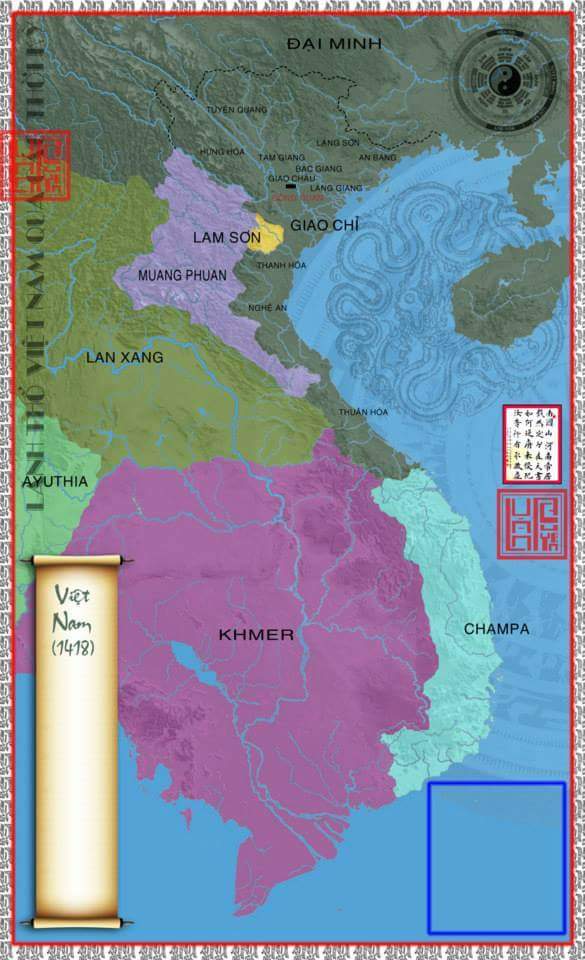 ĐẠI MINH
TUYÊN QUANG
LẠNG SƠN
HƯNG HÓA
TAM GIANG
AN BANG
BẮC GIANG
GIAO CHÂU
LẠNG GIANG
ĐÔNG QUAN
GIAO CHỈ
LAM SƠN
THANH HÓA
MUANG PHUAN
NGHỆ AN
LAN XANG
THUẬN HÓA
AYUTHIA
KHMER
CHAMPA
Việt
Nam
(1418)
LÃNH THỔ VIỆT NAM QUA THỜI KỲ
南國山河南帝居
截然定分在天書
如何逆虜來侵犯
汝等行看取敗虛